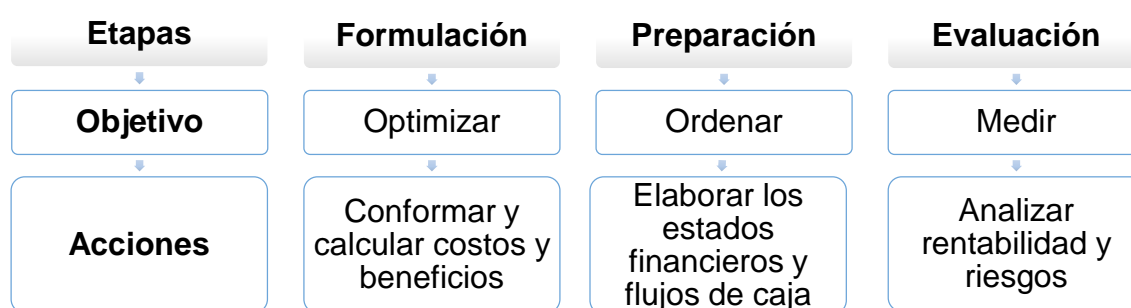 Etapas
Formulación
Preparación
Evaluación
Objetivo
Optimizar
Ordenar
Medir
Acciones
Conformar y
calcular costos y
beneficios
Elaborar los
estados
financieros y
flujos de caja
Analizar
rentabilidad y
riesgos